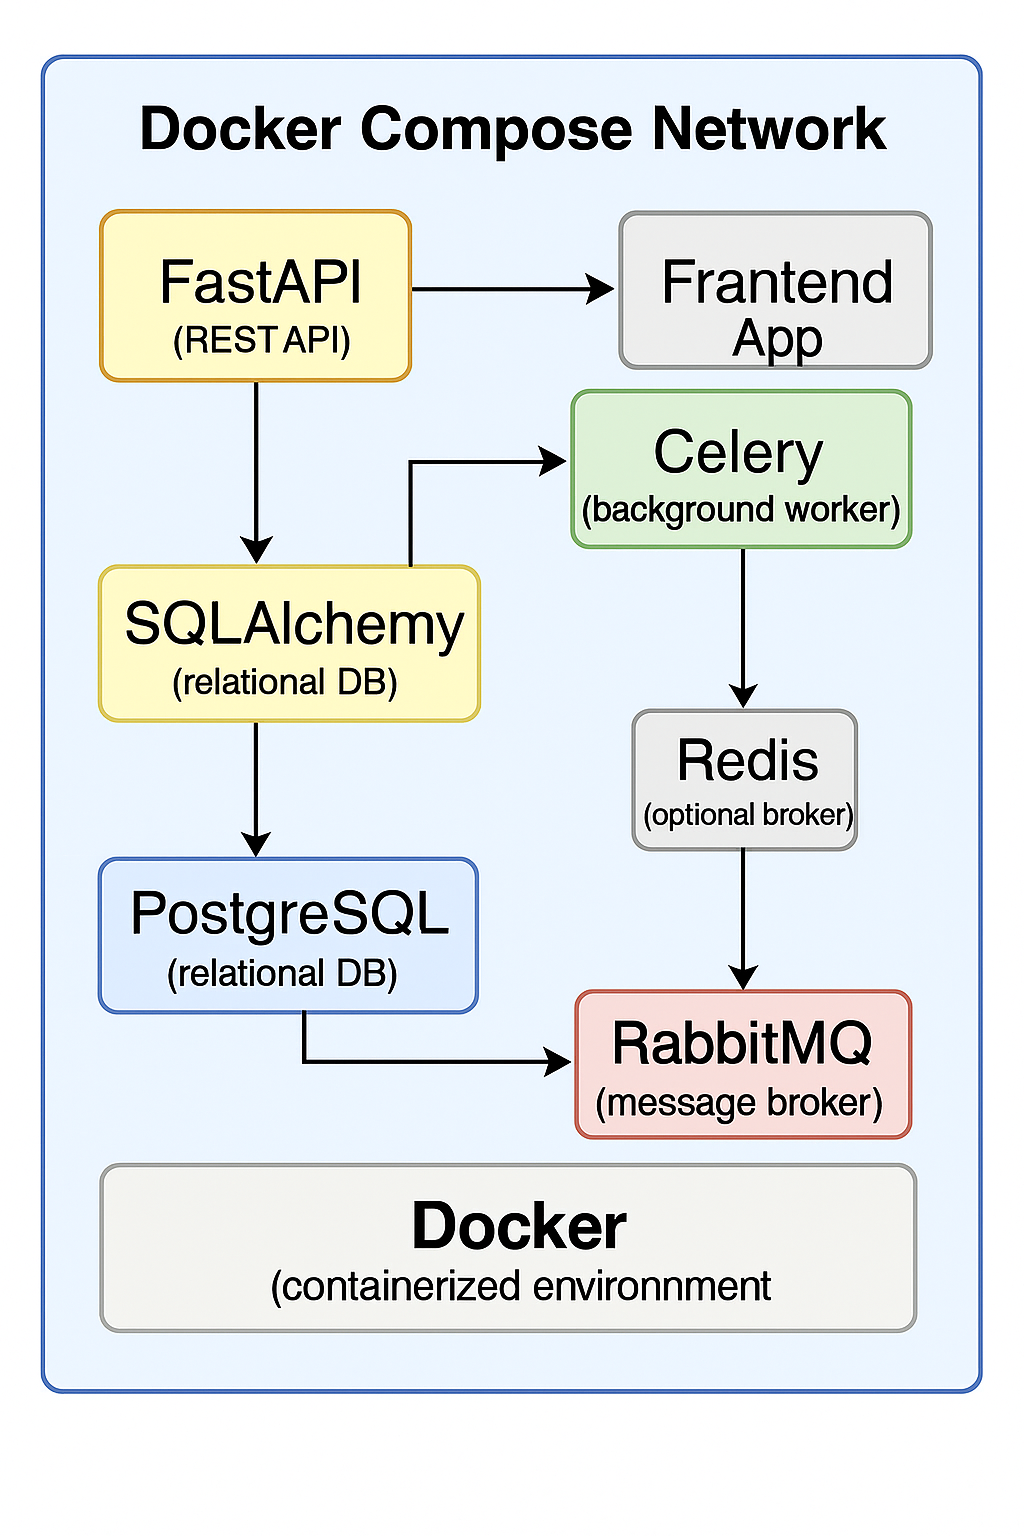 Docker Compose Network
FastAPI
(REST API)
Frantend
App
Celery
(background worker)
SQLAlchemy
(relational DB)
Redis
(optional broker)
PostgreSQL
(relational DB)
RabbitMQ
(message broker)
Docker
(containerized environnment